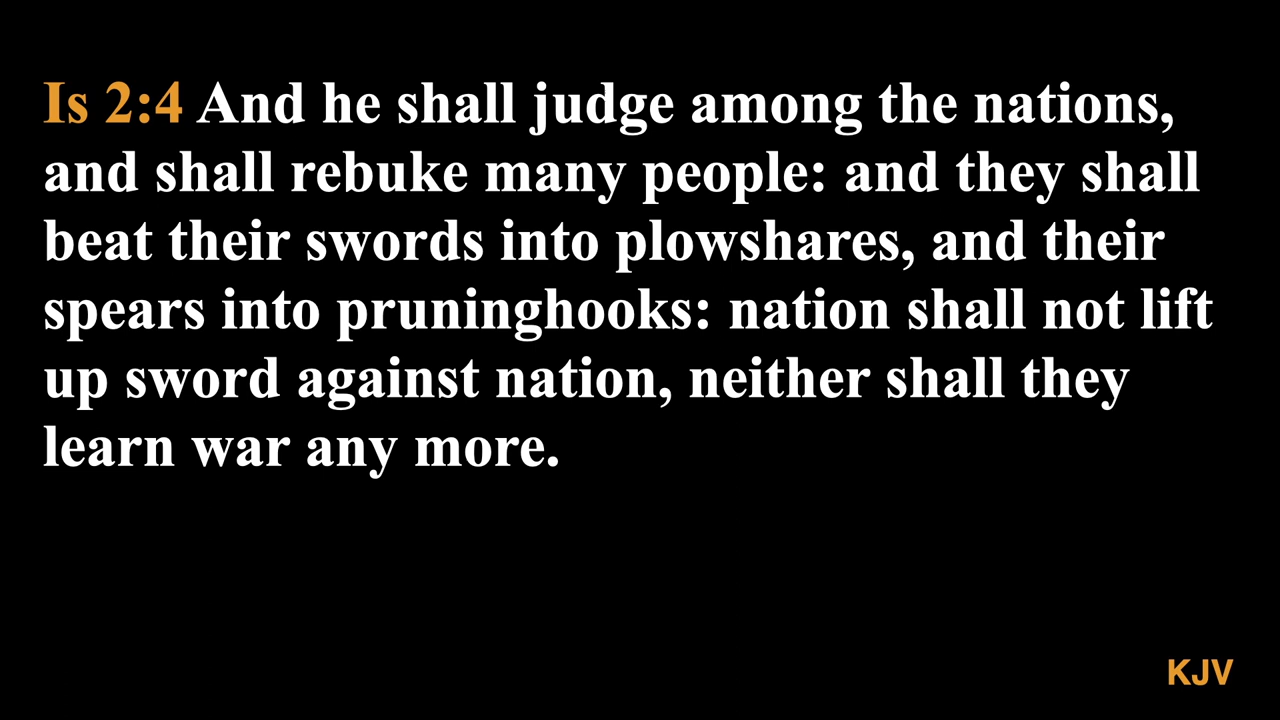 Is 2:4 And he shall judge among the nations,
and shall rebuke many people: and they shall
beat their swords into plowshares, and their
spears into pruninghooks: nation shall not lift
up sword against nation, neither shall they
learn war any more.
KJV